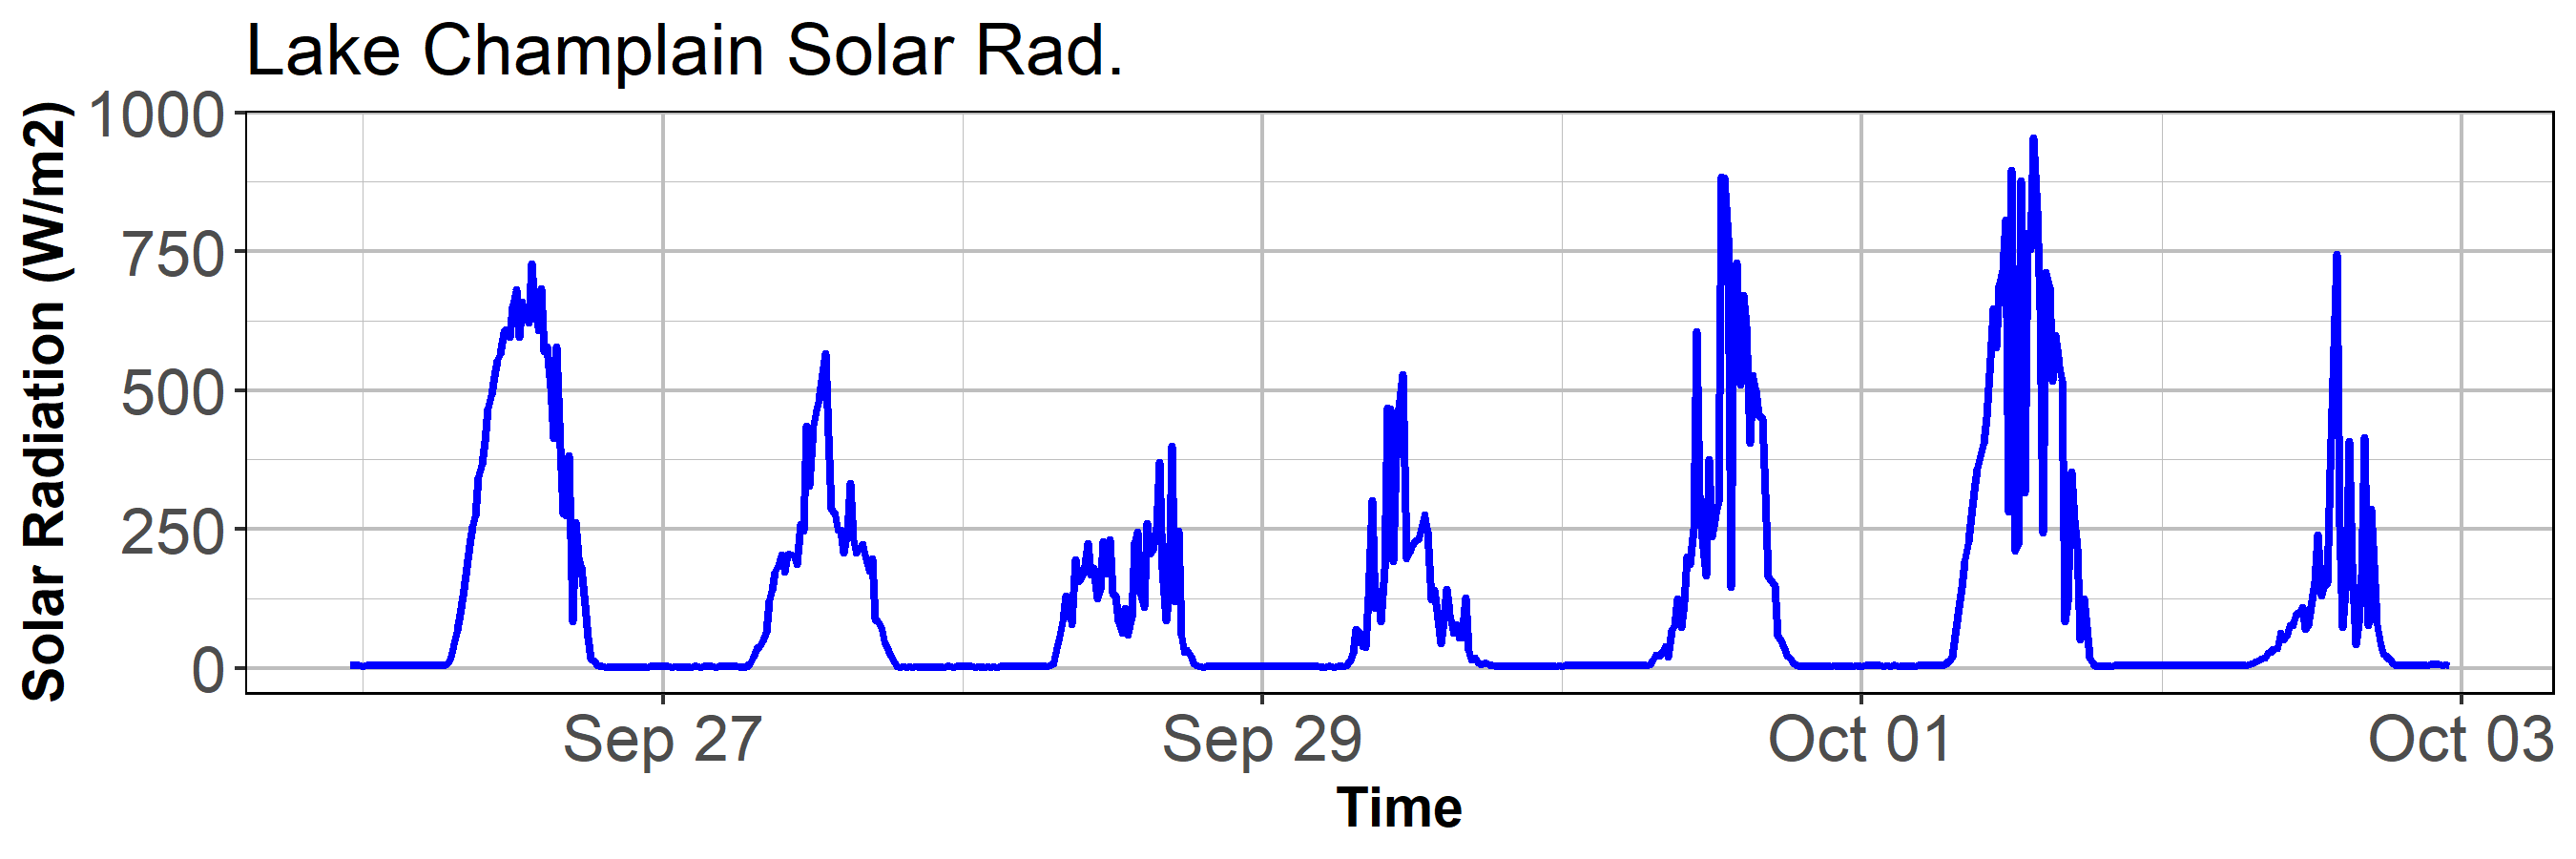 Lake Champlain Solar Rad.
Solar Radiation (W/m2)
1000
750
500
250
0
Sep 27
Sep 29
Oct 01
Oct 03
Time